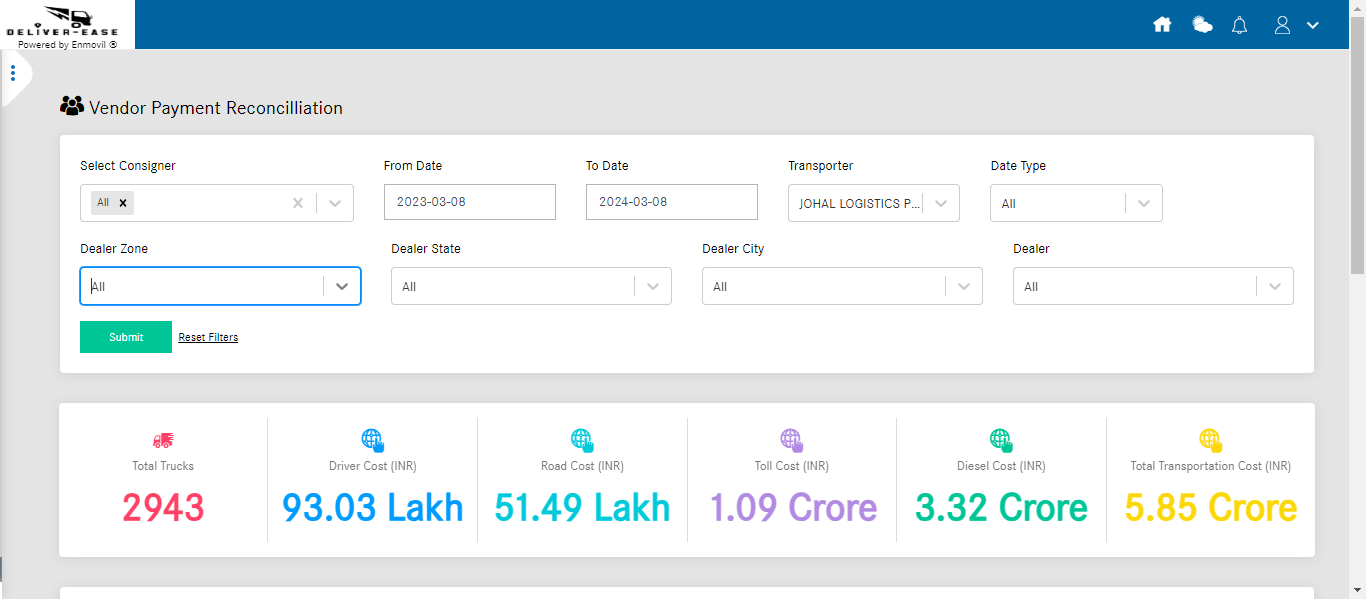 DELIVER-EASE
Powered by Enmovil ®
Vendor Payment Reconcilliation
Select Consigner
From Date
To Date
Transporter
Date Type
All
2023-03-08
2024-03-08
JOHAL LOGISTICS P...
All
Dealer Zone
Dealer State
Dealer City
Dealer
All
All
All
All
Submit
Reset Filters
Total Trucks
Driver Cost (INR)
Road Cost (INR)
Toll Cost (INR)
Diesel Cost (INR)
Total Transportation Cost (INR)
2943
93.03 Lakh
51.49 Lakh
1.09 Crore
3.32 Crore
5.85 Crore